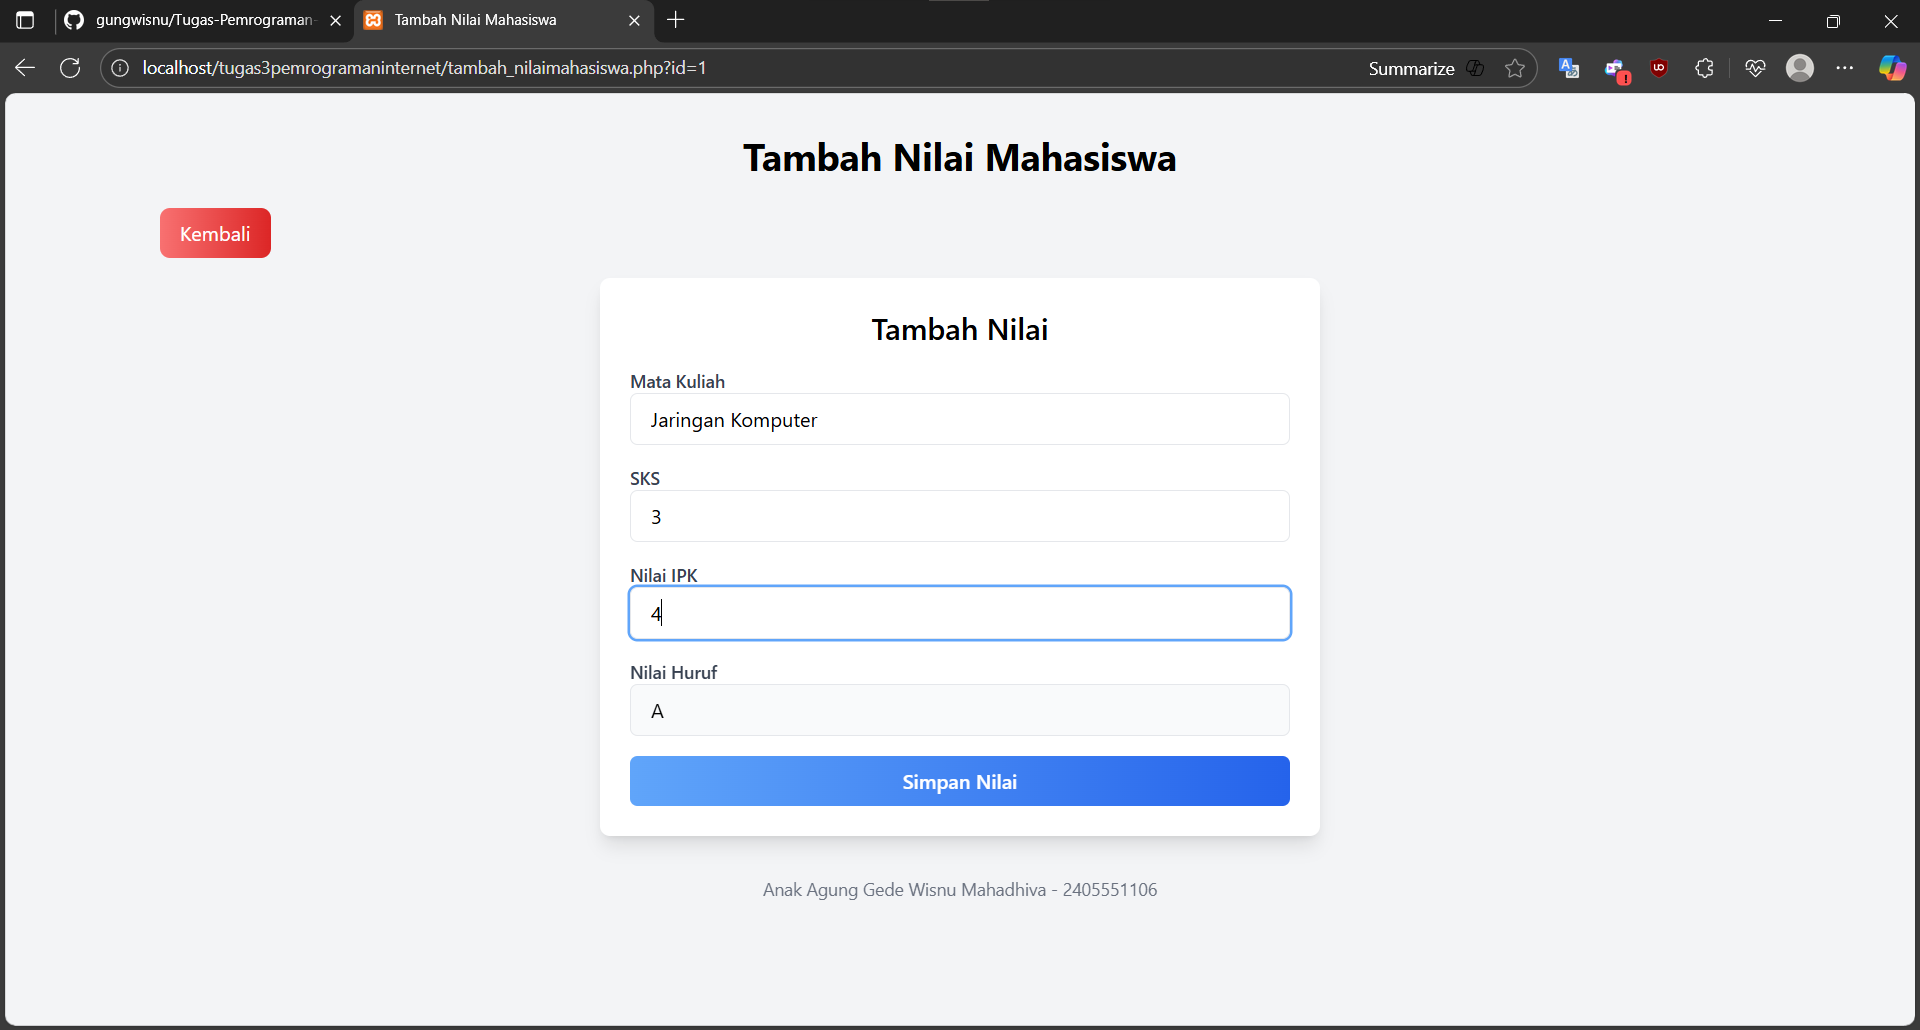 gungwisnu/Tugas-Pemrograman-
Tambah Nilai Mahasiswa
localhost/tugas3pemrogramaninternet/tambah_nilaimahasiswa.php?id=1
Summarize
Tambah Nilai Mahasiswa
Kembali
Tambah Nilai
Mata Kuliah
Jaringan Komputer
SKS
3
Nilai IPK
4
Nilai Huruf
A
Simpan Nilai
Anak Agung Gede Wisnu Mahadhiva - 2405551106